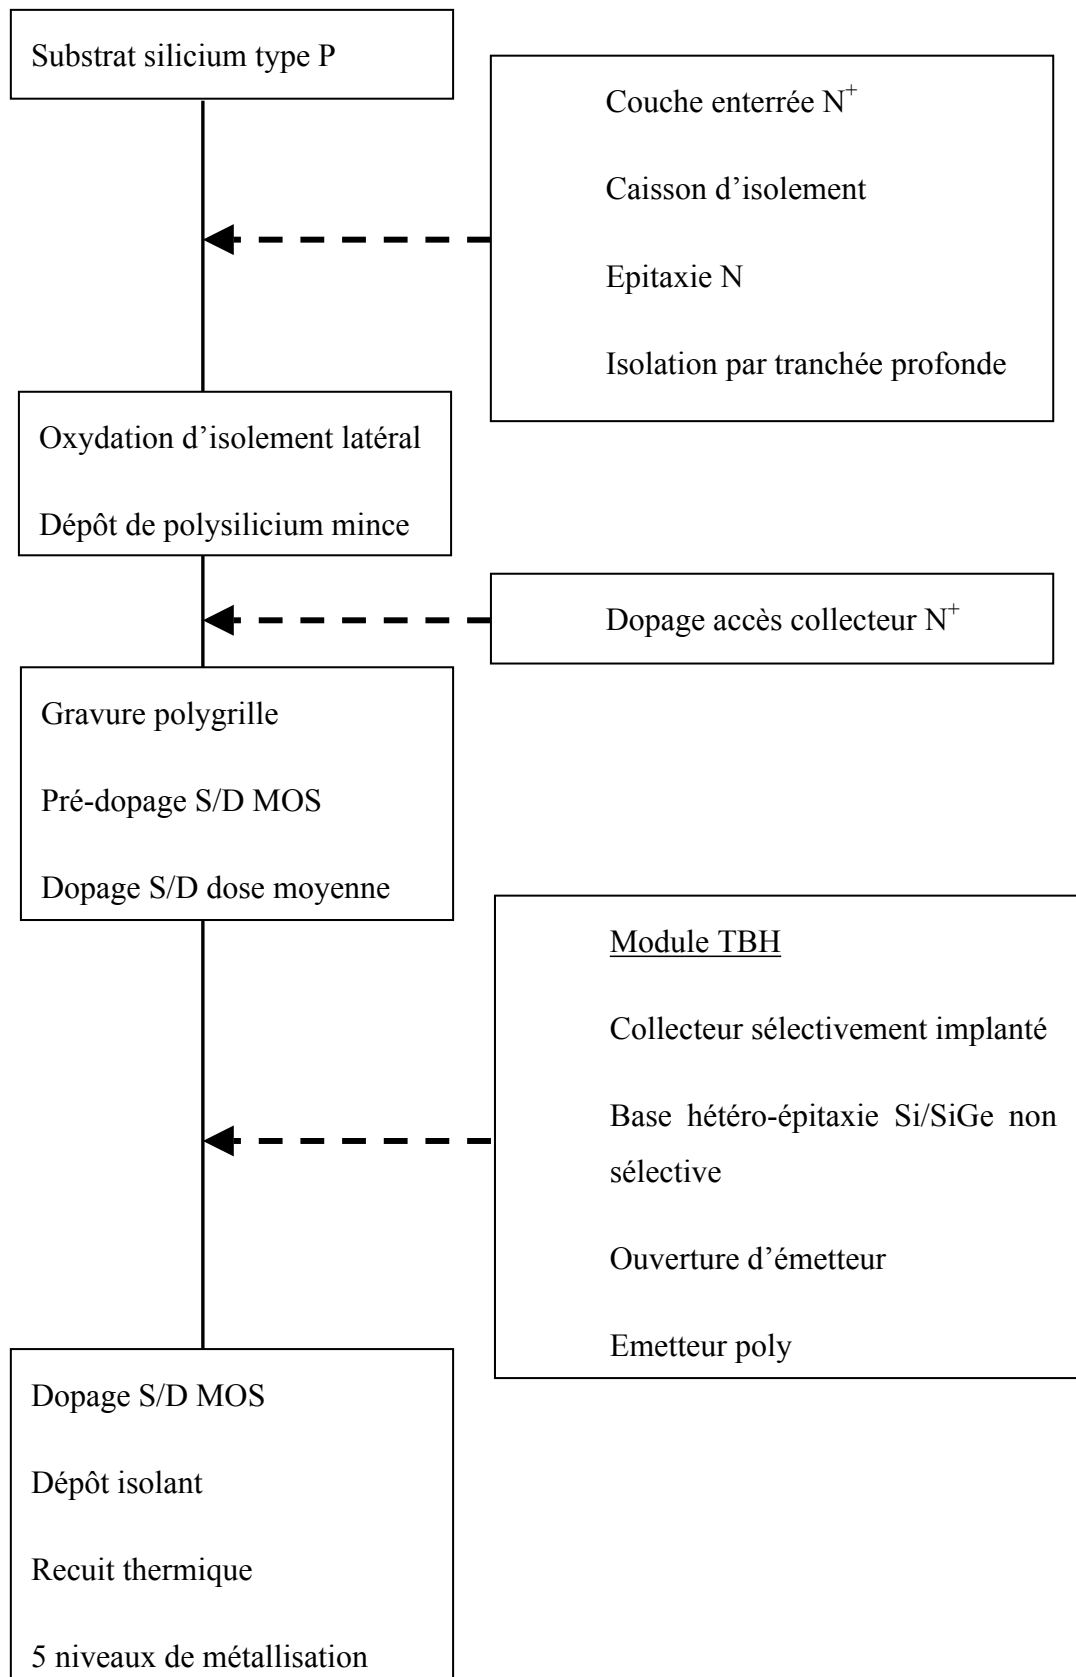 Substrat silicium type P
Couche enterrée N⁺
Caisson d’isolement
Epitaxie N
Isolation par tranchée profonde
Oxydation d’isolement latéral
Dépôt de polysilicium mince
Dopage accès collecteur N⁺
Gravure polygrille
Pré-dopage S/D MOS
Dopage S/D dose moyenne
Module TBH
Collecteur sélectivement implanté
Base hétéro-épitaxie Si/SiGe non
sélective
Ouverture d’émetteur
Emetteur poly
Dopage S/D MOS
Dépôt isolant
Recuit thermique
5 niveaux de métallisation